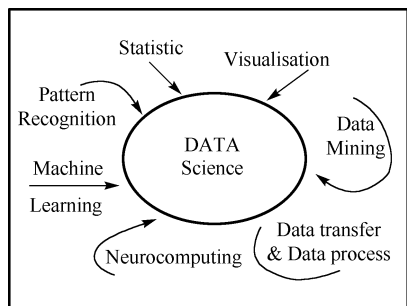 Statistic
Visualisation
Pattern
Recognition
DATA
Science
Data
Mining
Machine
Learning
Neurocomputing
Data transfer
& Data process